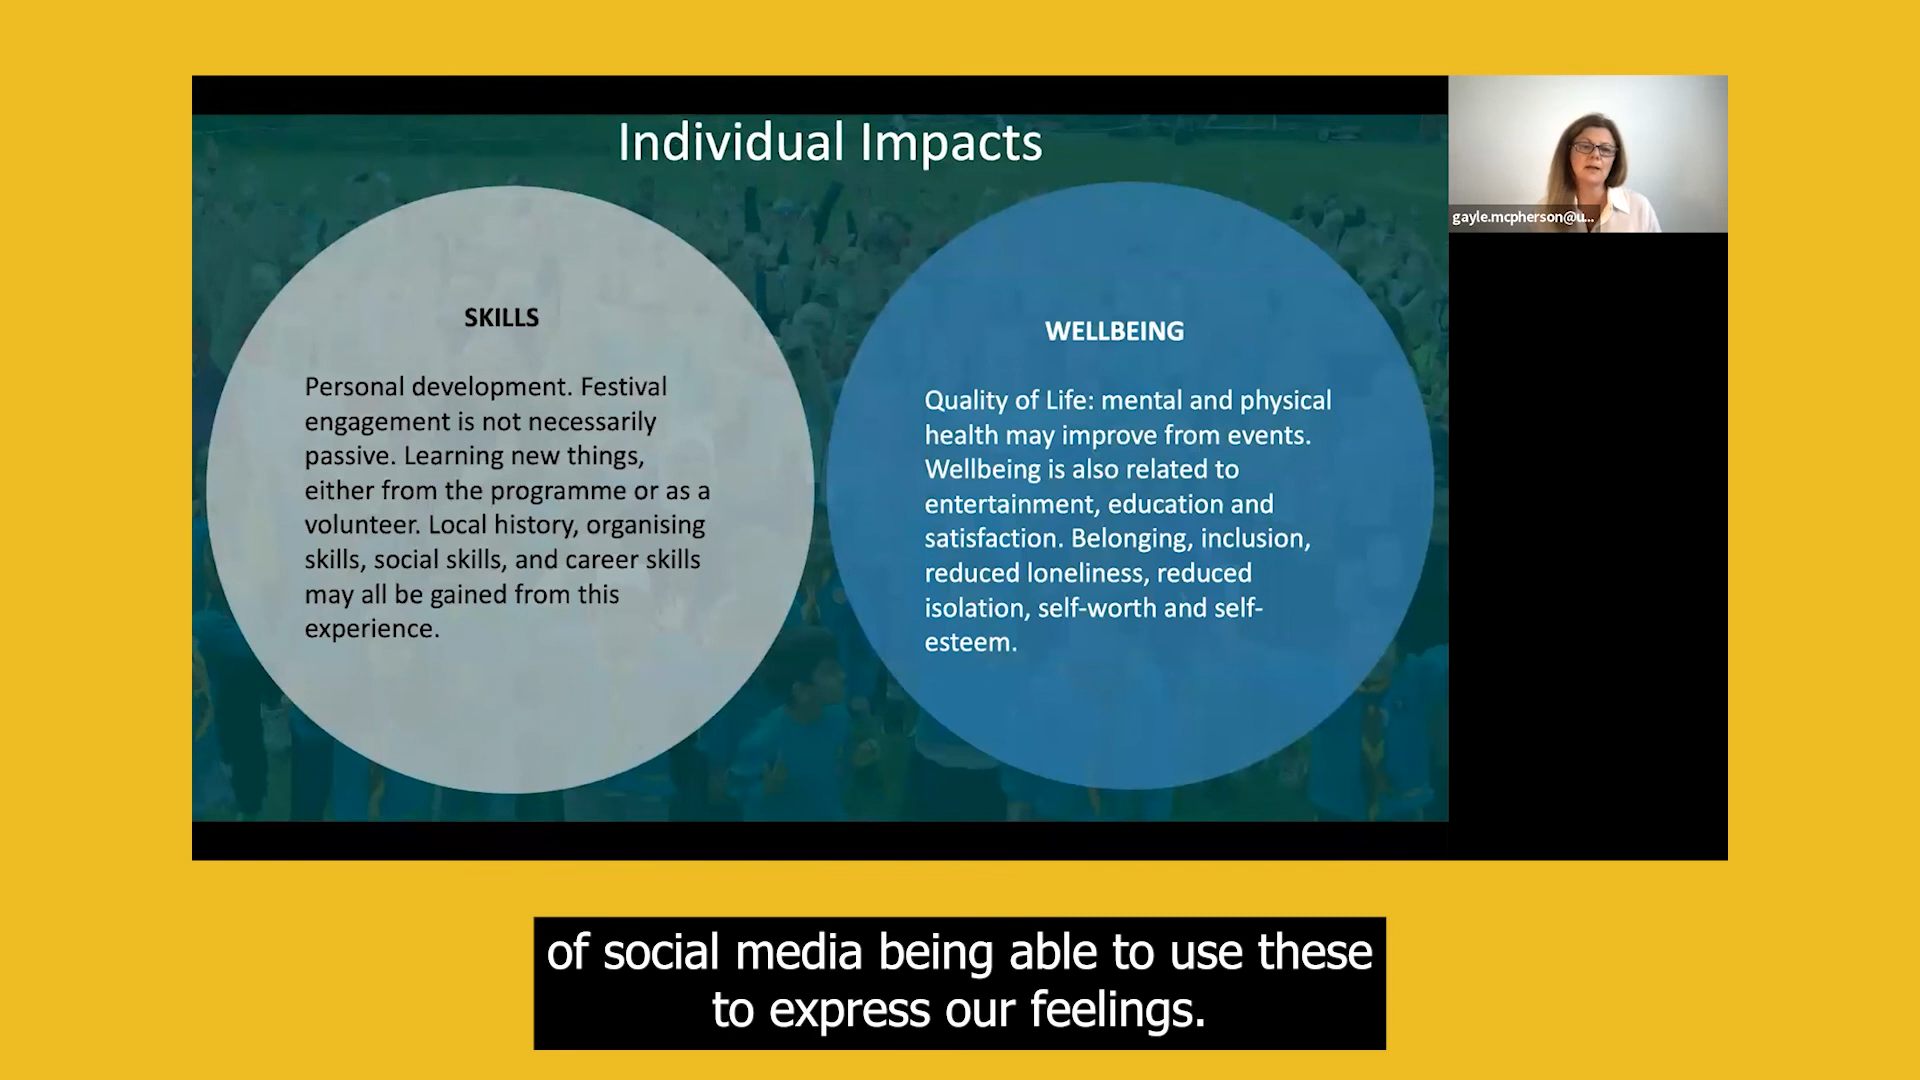 Individual Impacts
SKILLS
Personal development. Festival
engagement is not necessarily
passive. Learning new things,
either from the programme or as a
volunteer. Local history, organising
skills, social skills, and career skills
may all be gained from this
experience.
WELLBEING
Quality of Life: mental and physical
health may improve from events.
Wellbeing is also related to
entertainment, education and
satisfaction. Belonging, inclusion,
reduced loneliness, reduced
isolation, self-worth and self-
esteem.
gayle.mcpherson@u...
of social media being able to use these
to express our feelings.